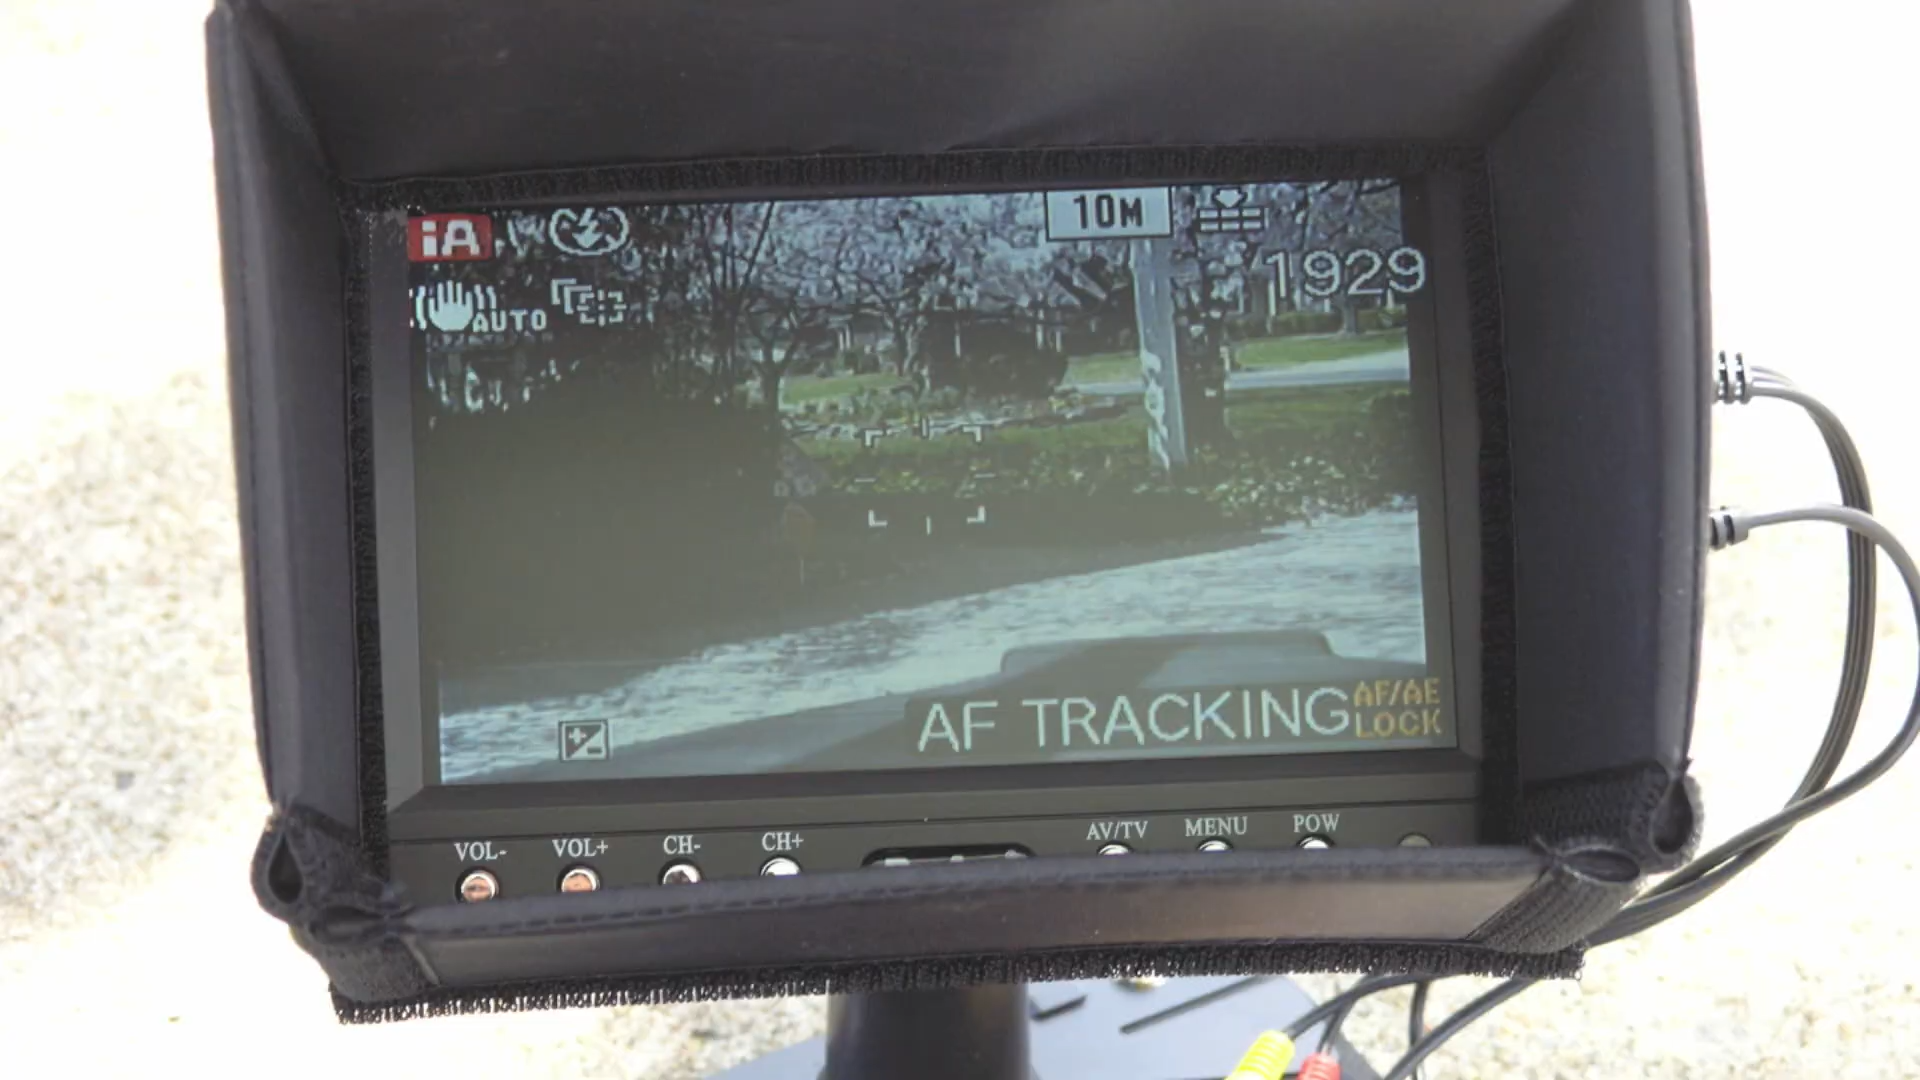 iA
10M
1929
AUTO
AF TRACKING
AF/AE
LOCK
VOL-
VOL+
CH-
CH+
AV/TV
MENU
POW